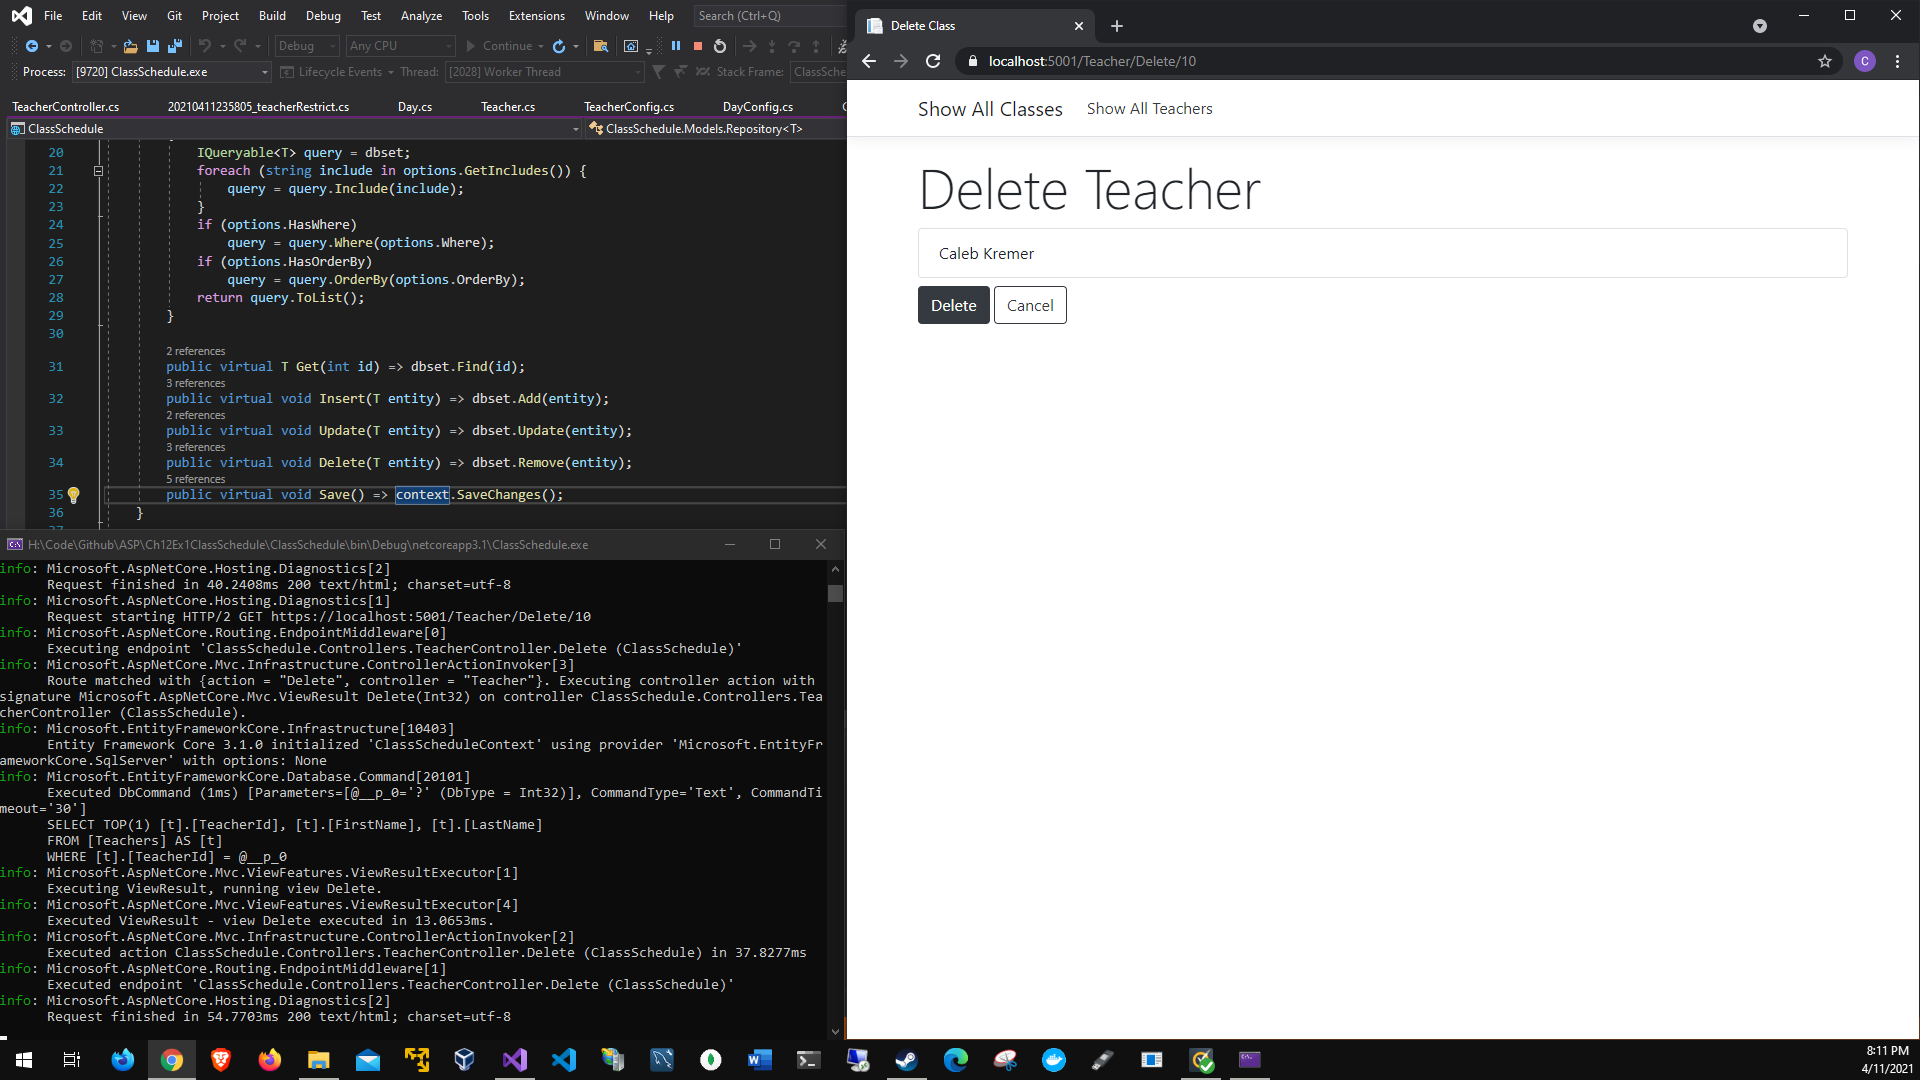 File Edit View Git Project Build Debug Test Analyze Tools Extensions Window Help Search (Ctrl+Q)
Debug Any CPU Continue
Process: [9720] ClassSchedule.exe Lifecycle Events Thread: [2028] Worker Thread Stack Frame: ClassSche
TeacherController.cs 20210411235805_teacherRestrict.cs Day.cs Teacher.cs TeacherConfig.cs DayConfig.cs
ClassSchedule ClassSchedule.Models.Repository<T>
20 IQueryable<T> query = dbset;
21 foreach (string include in options.GetIncludes()) {
22 query = query.Include(include);
23 }
24 if (options.HasWhere)
25 query = query.Where(options.Where);
26 if (options.HasOrderBy)
27 query = query.OrderBy(options.OrderBy);
28 return query.ToList();
29 }
30
2 references
31 public virtual T Get(int id) => dbset.Find(id);
3 references
32 public virtual void Insert(T entity) => dbset.Add(entity);
2 references
33 public virtual void Update(T entity) => dbset.Update(entity);
3 references
34 public virtual void Delete(T entity) => dbset.Remove(entity);
5 references
35 public virtual void Save() => context.SaveChanges();
36 }
H:\Code\Github\ASP\Ch12Ex1ClassSchedule\ClassSchedule\bin\Debug\netcoreapp3.1\ClassSchedule.exe
info: Microsoft.AspNetCore.Hosting.Diagnostics[2]
Request finished in 40.2408ms 200 text/html; charset=utf-8
info: Microsoft.AspNetCore.Hosting.Diagnostics[1]
Request starting HTTP/2 GET https://localhost:5001/Teacher/Delete/10
info: Microsoft.AspNetCore.Routing.EndpointMiddleware[0]
Executing endpoint 'ClassSchedule.Controllers.TeacherController.Delete (ClassSchedule)'
info: Microsoft.AspNetCore.Mvc.Infrastructure.ControllerActionInvoker[3]
Route matched with {action = "Delete", controller = "Teacher"}. Executing controller action with
signature Microsoft.AspNetCore.Mvc.ViewResult Delete(Int32) on controller ClassSchedule.Controllers.Tea
cherController (ClassSchedule).
info: Microsoft.EntityFrameworkCore.Infrastructure[10403]
Entity Framework Core 3.1.0 initialized 'ClassScheduleContext' using provider 'Microsoft.EntityFr
ameworkCore.SqlServer' with options: None
info: Microsoft.EntityFrameworkCore.Database.Command[20101]
Executed DbCommand (1ms) [Parameters=[@__p_0='?' (DbType = Int32)], CommandType='Text', CommandTi
meout='30']
SELECT TOP(1) [t].[TeacherId], [t].[FirstName], [t].[LastName]
FROM [Teachers] AS [t]
WHERE [t].[TeacherId] = @__p_0
info: Microsoft.AspNetCore.Mvc.ViewFeatures.ViewResultExecutor[1]
Executing ViewResult, running view Delete.
info: Microsoft.AspNetCore.Mvc.ViewFeatures.ViewResultExecutor[4]
Executed ViewResult - view Delete executed in 13.0653ms.
info: Microsoft.AspNetCore.Mvc.Infrastructure.ControllerActionInvoker[2]
Executed action ClassSchedule.Controllers.TeacherController.Delete (ClassSchedule) in 37.8277ms
info: Microsoft.AspNetCore.Routing.EndpointMiddleware[1]
Executed endpoint 'ClassSchedule.Controllers.TeacherController.Delete (ClassSchedule)'
info: Microsoft.AspNetCore.Hosting.Diagnostics[2]
Request finished in 54.7703ms 200 text/html; charset=utf-8
Delete Class
localhost:5001/Teacher/Delete/10
C
Show All Classes Show All Teachers
Delete Teacher
Caleb Kremer
Delete Cancel
8:11 PM
4/11/2021